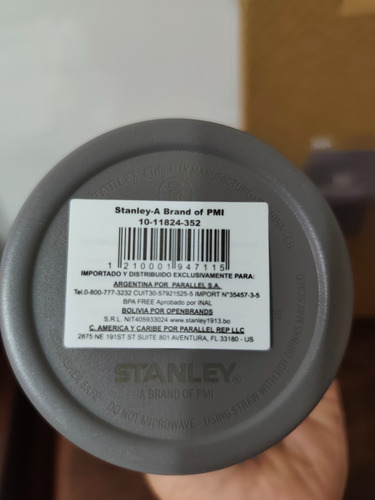 Stanley-A Brand of PMI
10-11824-352
1 210001 947115
IMPORTADO Y DISTRIBUIDO EXCLUSIVAMENTE PARA:
ARGENTINA POR PARALLEL S.A.
Tel.0-800-777-3232 CUIT30-57921525-5 IMPORT N°35457-3-5
BPA FREE Aprobado por INAL
BOLIVIA POR OPENBRANDS
S.R.L. NIT405933024 www.stanley1913.bo
C. AMERICA Y CARIBE POR PARALLEL REP LLC
2675 NE 191ST ST SUITE 801 AVENTURA, FL 33180 - US
STANLEY
A BRAND OF PMI
DO NOT MICROWAVE